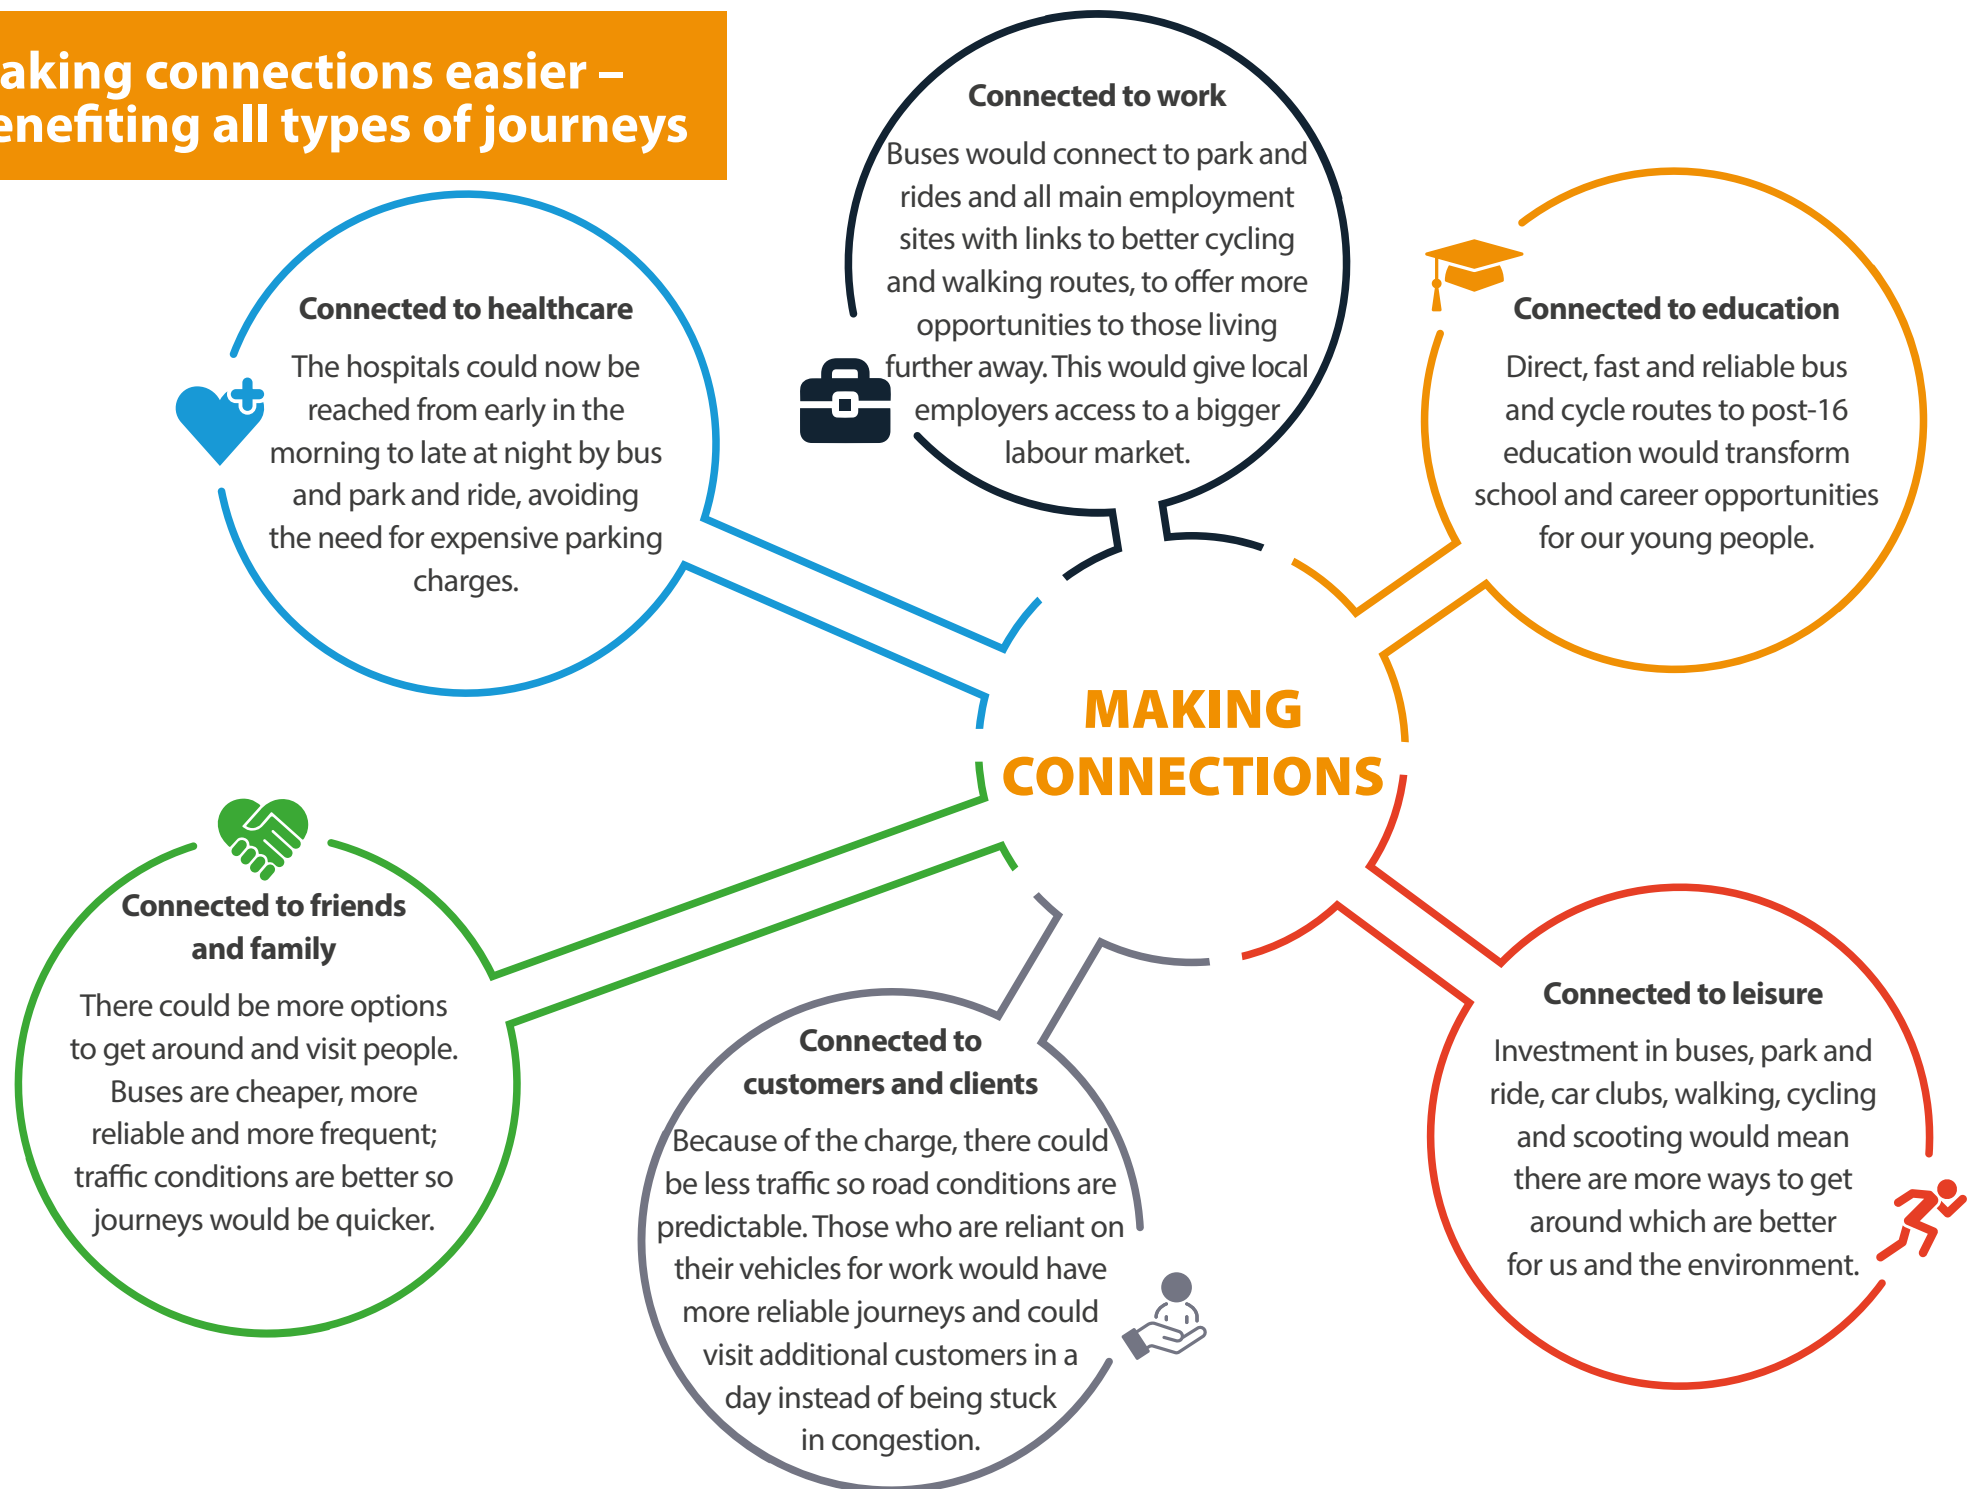 aking connections easier –
enefiting all types of journeys
Connected to work
Buses would connect to park and
rides and all main employment
sites with links to better cycling
and walking routes, to offer more
opportunities to those living
further away. This would give local
employers access to a bigger
labour market.
Connected to healthcare
The hospitals could now be
reached from early in the
morning to late at night by bus
and park and ride, avoiding
the need for expensive parking
charges.
Connected to education
Direct, fast and reliable bus
and cycle routes to post-16
education would transform
school and career opportunities
for our young people.
MAKING
CONNECTIONS
Connected to friends
and family
There could be more options
to get around and visit people.
Buses are cheaper, more
reliable and more frequent;
traffic conditions are better so
journeys would be quicker.
Connected to
customers and clients
Because of the charge, there could
be less traffic so road conditions are
predictable. Those who are reliant on
their vehicles for work would have
more reliable journeys and could
visit additional customers in a
day instead of being stuck
in congestion.
Connected to leisure
Investment in buses, park and
ride, car clubs, walking, cycling
and scooting would mean
there are more ways to get
around which are better
for us and the environment.